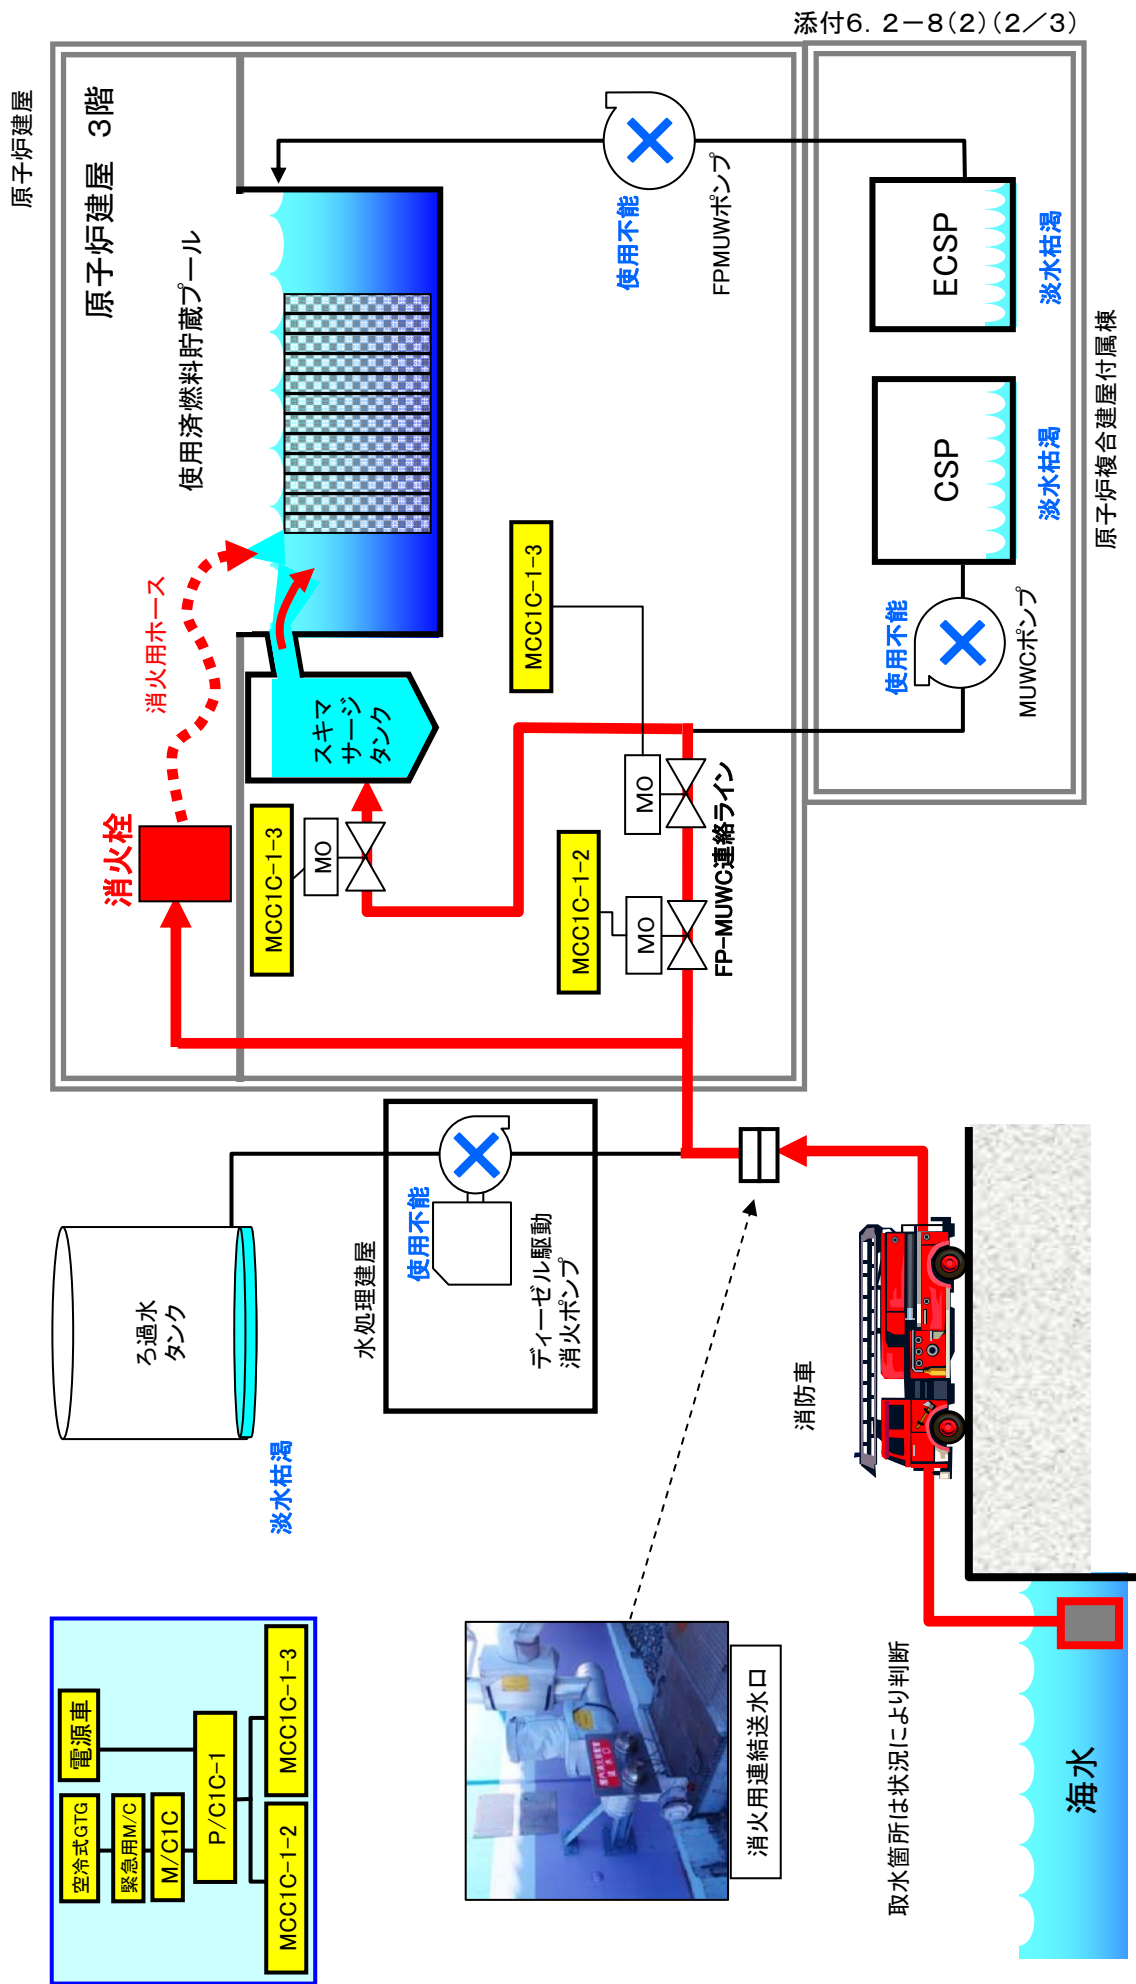 添付6.2-8(2)(2/3)
原子炉建屋
原子炉建屋 3階
使用済燃料貯蔵プール
消火用ホース
消火栓
スキマ
サージ
タンク
MCC1C-1-3
MO
MCC1C-1-2
MO
MCC1C-1-3
MO
FP-MUWC連絡ライン
使用不能
FPMUWポンプ
使用不能
MUWCポンプ
ECSP
淡水枯渇
CSP
淡水枯渇
原子炉複合建屋付属棟
ろ過水
タンク
淡水枯渇
水処理建屋
使用不能
ディーゼル駆動
消火ポンプ
消防車
空冷式GTG
電源車
緊急用M/C
M/C1C
P/C1C-1
MCC1C-1-2
MCC1C-1-3
消火用連結送水口
取水箇所は状況により判断
海水